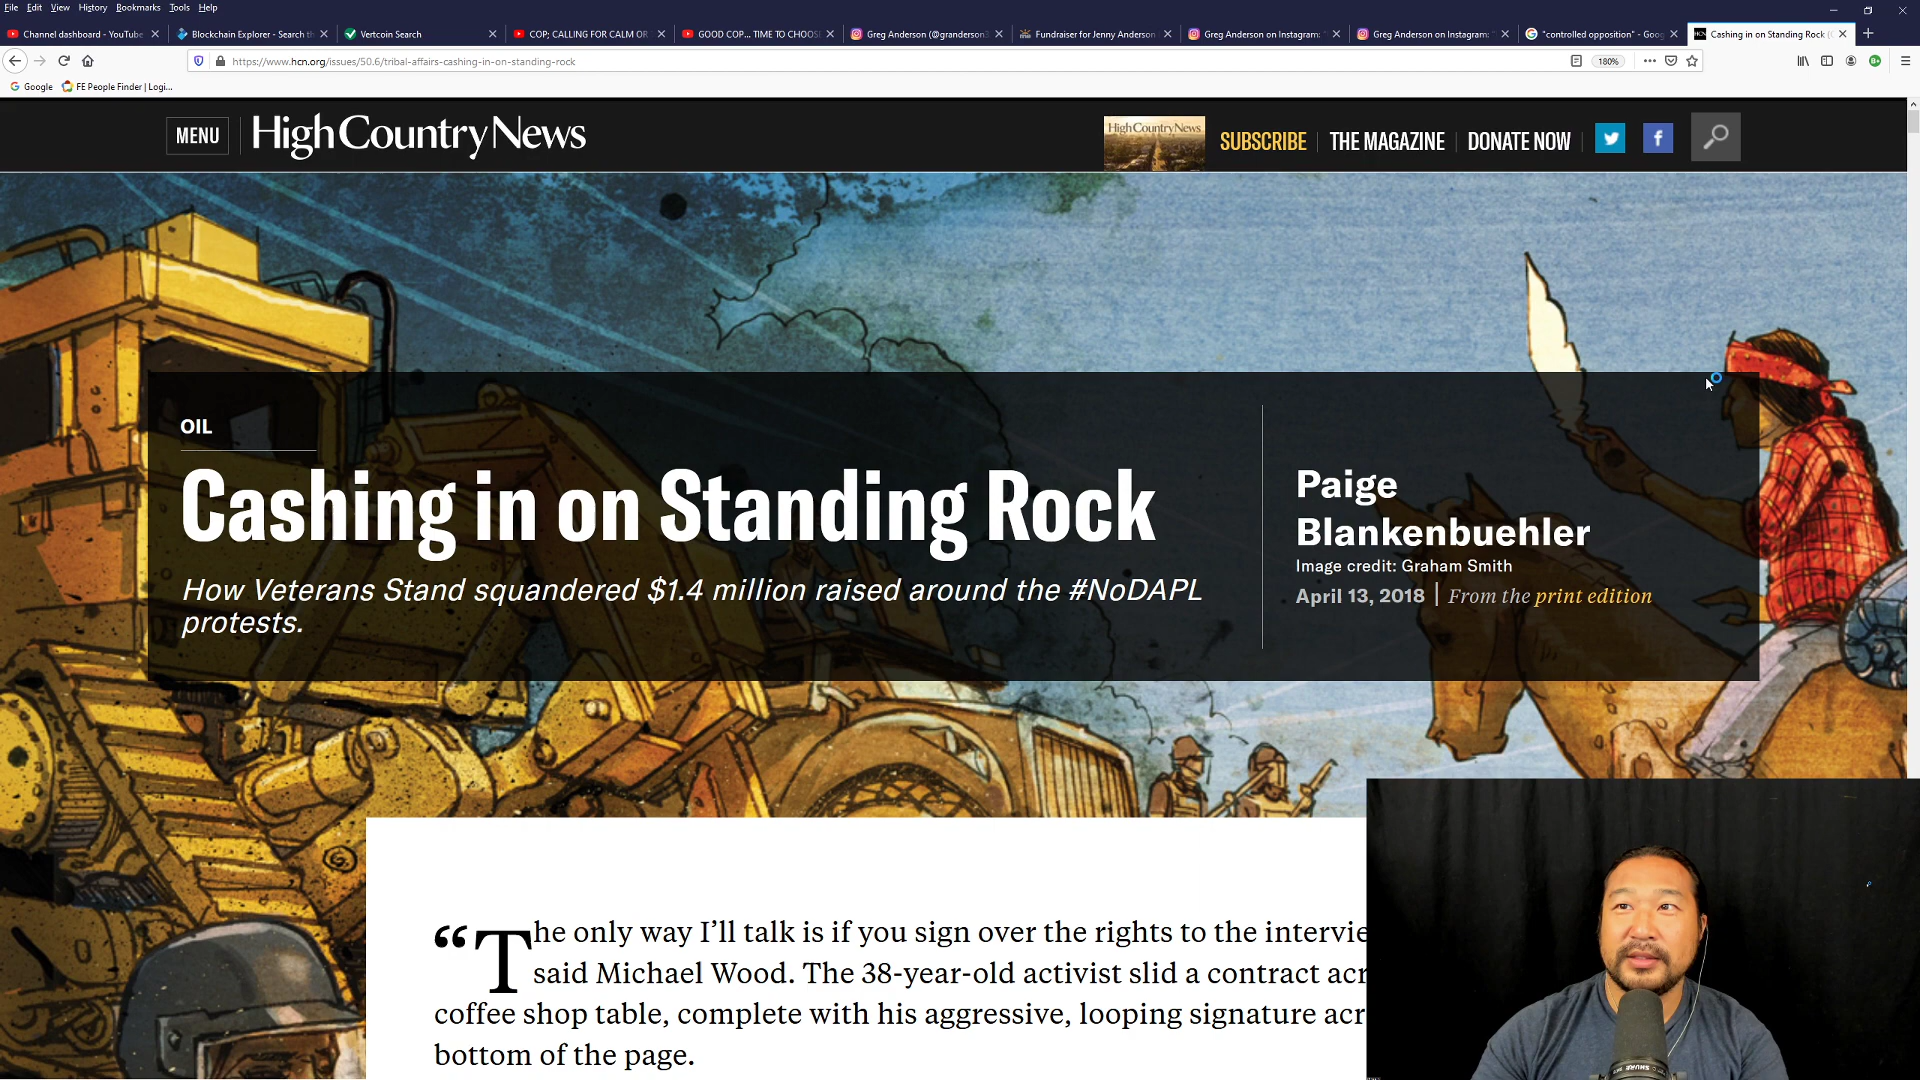 File Edit View History Bookmarks Tools Help
Channel dashboard - YouTube
Blockchain Explorer - Search th
Vertcoin Search
COP; CALLING FOR CALM OR
GOOD COP... TIME TO CHOOSE
Greg Anderson (@granderson3
Fundraiser for Jenny Anderson
Greg Anderson on Instagram:
Greg Anderson on Instagram:
"controlled opposition" - Goog
Cashing in on Standing Rock (
https://www.hcn.org/issues/50.6/tribal-affairs-cashing-in-on-standing-rock
180%
Google
FE People Finder | Logi...
MENU
High Country News
High Country News
SUBSCRIBE
THE MAGAZINE
DONATE NOW
OIL
Cashing in on Standing Rock
How Veterans Stand squandered $1.4 million raised around the #NoDAPL
protests.
Paige
Blankenbuehler
Image credit: Graham Smith
April 13, 2018 | From the print edition
“The only way I’ll talk is if you sign over the rights to the intervie
said Michael Wood. The 38-year-old activist slid a contract acr
coffee shop table, complete with his aggressive, looping signature acr
bottom of the page.
SHURE